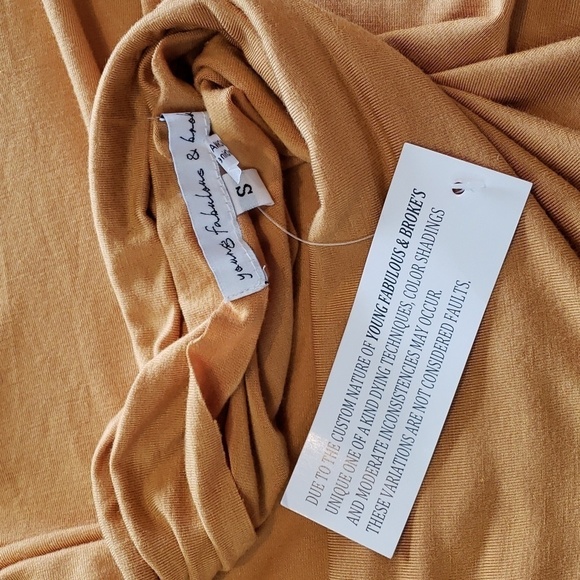 young fabulous & bro
S
DUE TO THE CUSTOM NATURE OF YOUNG FABULOUS & BROKE'S
UNIQUE ONE OF A KIND DYING TECHNIQUES, COLOR SHADINGS
AND MODERATE INCONSISTENCIES MAY OCCUR.
THESE VARIATIONS ARE NOT CONSIDERED FAULTS.